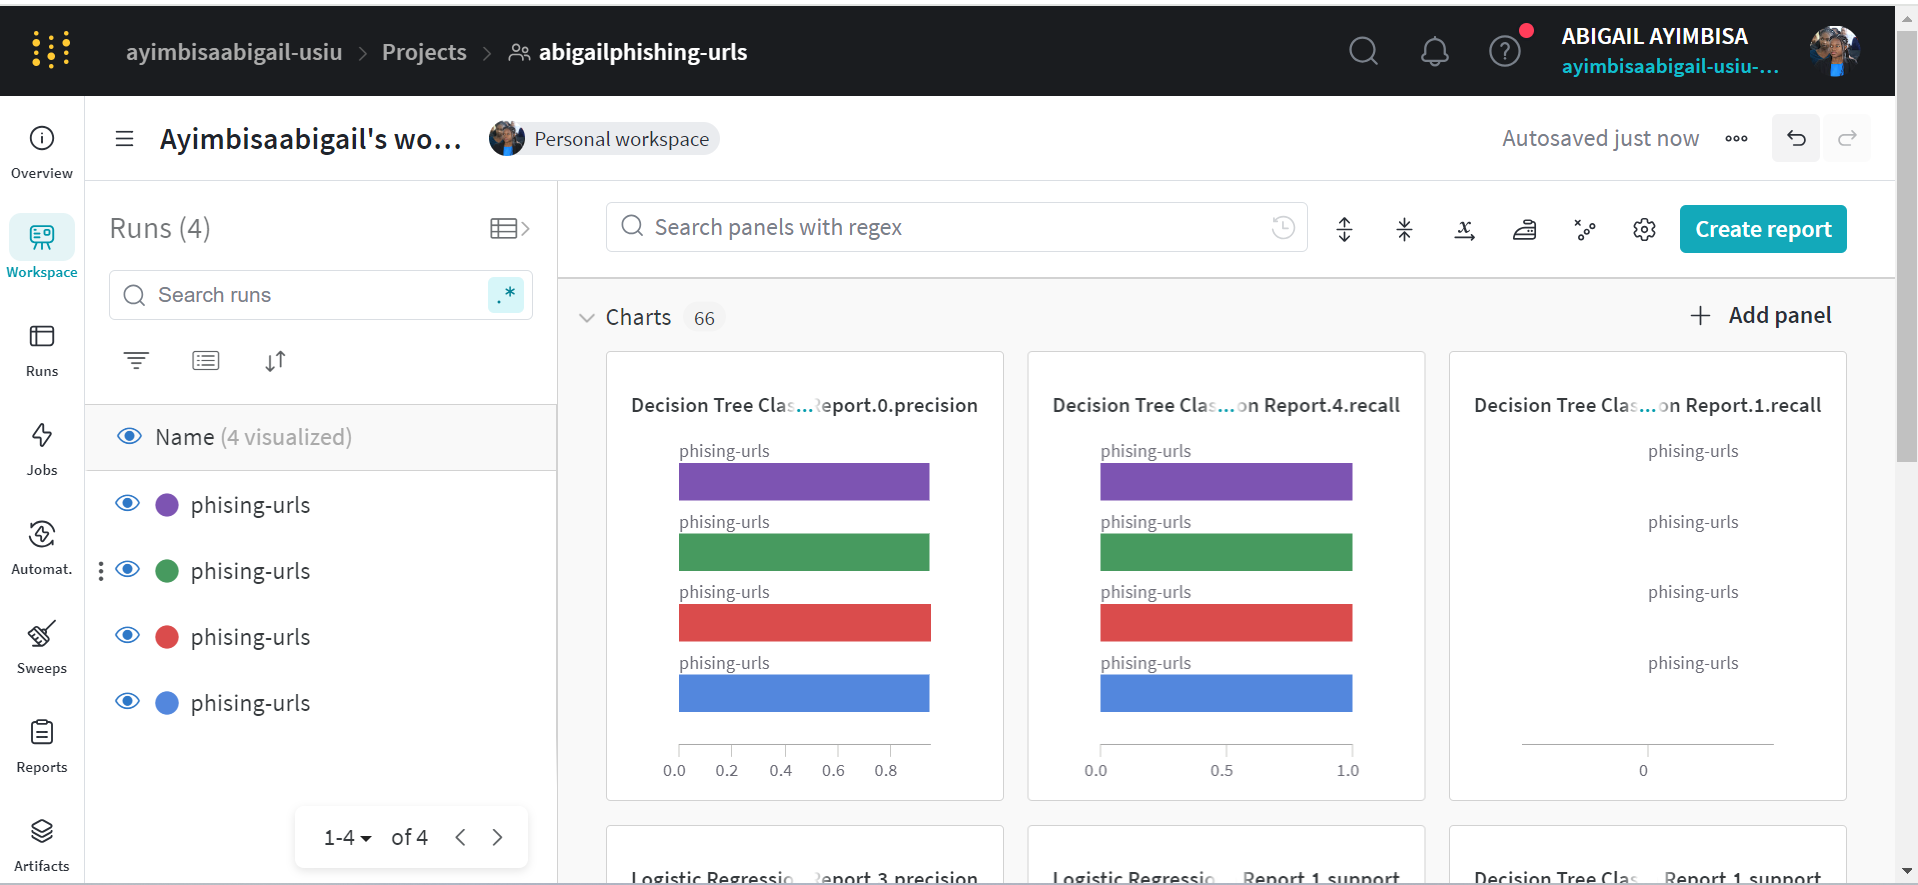 ayimbisaabigail-usiu > Projects > abigailphishing-urls
ABIGAIL AYIMBISA
ayimbisaabigail-usiu-...
Overview
Workspace
Runs
Jobs
Automat.
Sweeps
Reports
Artifacts
Ayimbisaabigail's wo...
Personal workspace
Autosaved just now
Runs (4)
Search runs
.*
Name (4 visualized)
phising-urls
phising-urls
phising-urls
phising-urls
1-4 of 4
Search panels with regex
Create report
Charts 66
Add panel
Decision Tree Clas...Report.0.precision
phising-urls
phising-urls
phising-urls
phising-urls
0.0 0.2 0.4 0.6 0.8
Decision Tree Clas...on Report.4.recall
phising-urls
phising-urls
phising-urls
phising-urls
0.0 0.5 1.0
Decision Tree Clas...on Report.1.recall
phising-urls
phising-urls
phising-urls
phising-urls
0
Logistic Regressio Report.3.precision
Logistic Regressio Report.1.support
Decision Tree Clas Report.1.support